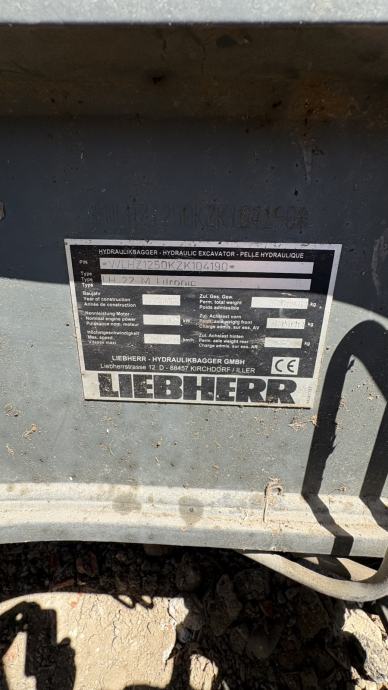 HYDRAULIKBAGGER - HYDRAULIC EXCAVATOR - PELLE HYDRAULIQUE
PIN *WLHZ1250KZK104190*
Type
Type LH 22 M Litronic
Type
Baujahr
Year of construction
Année de construction
Nennleistung Motor
Nominal engine power kW
Puissance nom. moteur
Höchstgeschwindigkeit
Max. speed km/h
Vitesse maxi
Zul. Ges. Gew.
Perm. total weight kg
Poids admissible
Zul. Achslast vorn
Perm. axle weight front kg
Charge admis. sur ess. AV
Zul. Achslast hinten
Perm. axle weight rear kg
Charge admis. sur ess. AR
LIEBHERR - HYDRAULIKBAGGER GMBH
Liebherrstrasse 12 D - 88457 KIRCHDORF / ILLER
CE
LIEBHERR